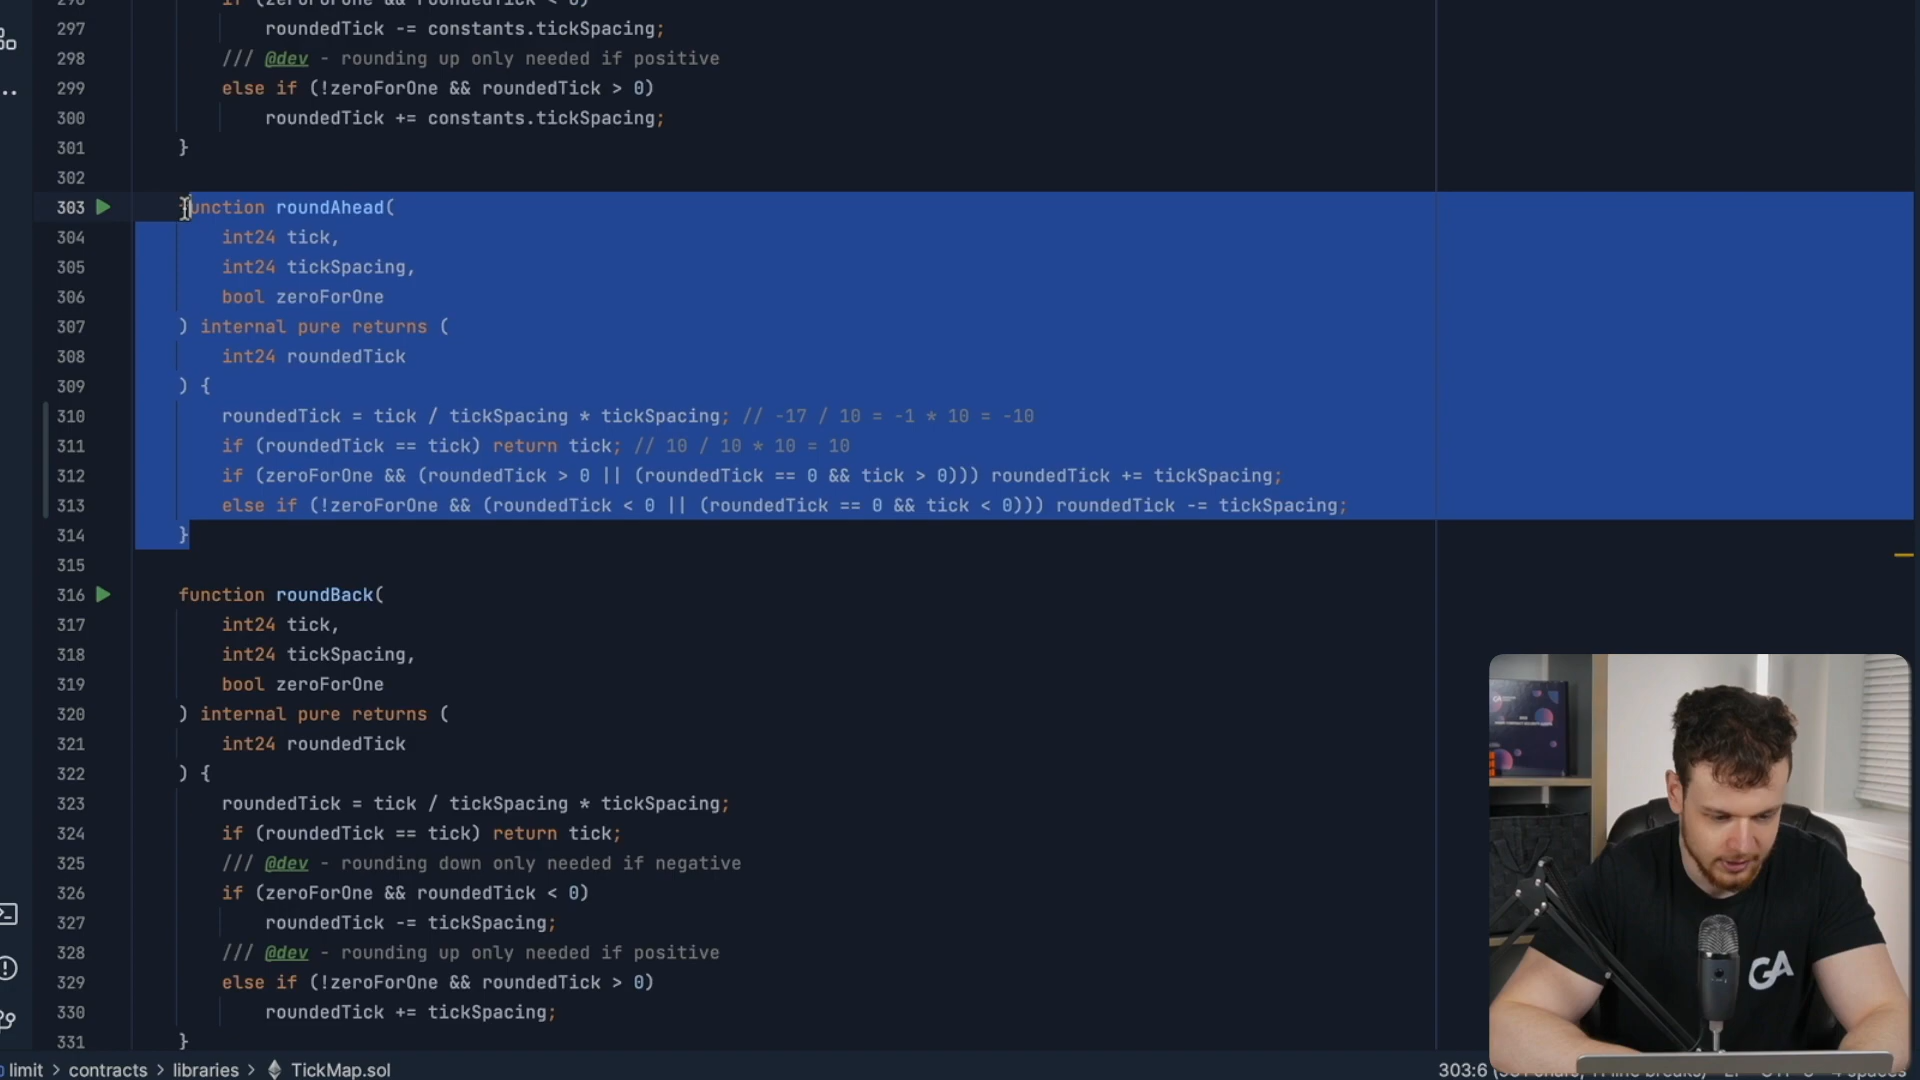 297 roundedTick -= constants.tickSpacing;
298 /// @dev - rounding up only needed if positive
299 else if (!zeroForOne && roundedTick > 0)
300 roundedTick += constants.tickSpacing;
301 }
302
303 function roundAhead(
304 int24 tick,
305 int24 tickSpacing,
306 bool zeroForOne
307 ) internal pure returns (
308 int24 roundedTick
309 ) {
310 roundedTick = tick / tickSpacing * tickSpacing; // -17 / 10 = -1 * 10 = -10
311 if (roundedTick == tick) return tick; // 10 / 10 * 10 = 10
312 if (zeroForOne && (roundedTick > 0 || (roundedTick == 0 && tick > 0))) roundedTick += tickSpacing;
313 else if (!zeroForOne && (roundedTick < 0 || (roundedTick == 0 && tick < 0))) roundedTick -= tickSpacing;
314 }
315
316 function roundBack(
317 int24 tick,
318 int24 tickSpacing,
319 bool zeroForOne
320 ) internal pure returns (
321 int24 roundedTick
322 ) {
323 roundedTick = tick / tickSpacing * tickSpacing;
324 if (roundedTick == tick) return tick;
325 /// @dev - rounding down only needed if negative
326 if (zeroForOne && roundedTick < 0)
327 roundedTick -= tickSpacing;
328 /// @dev - rounding up only needed if positive
329 else if (!zeroForOne && roundedTick > 0)
330 roundedTick += tickSpacing;
331 }
limit > contracts > libraries > TickMap.sol
303:6
GA